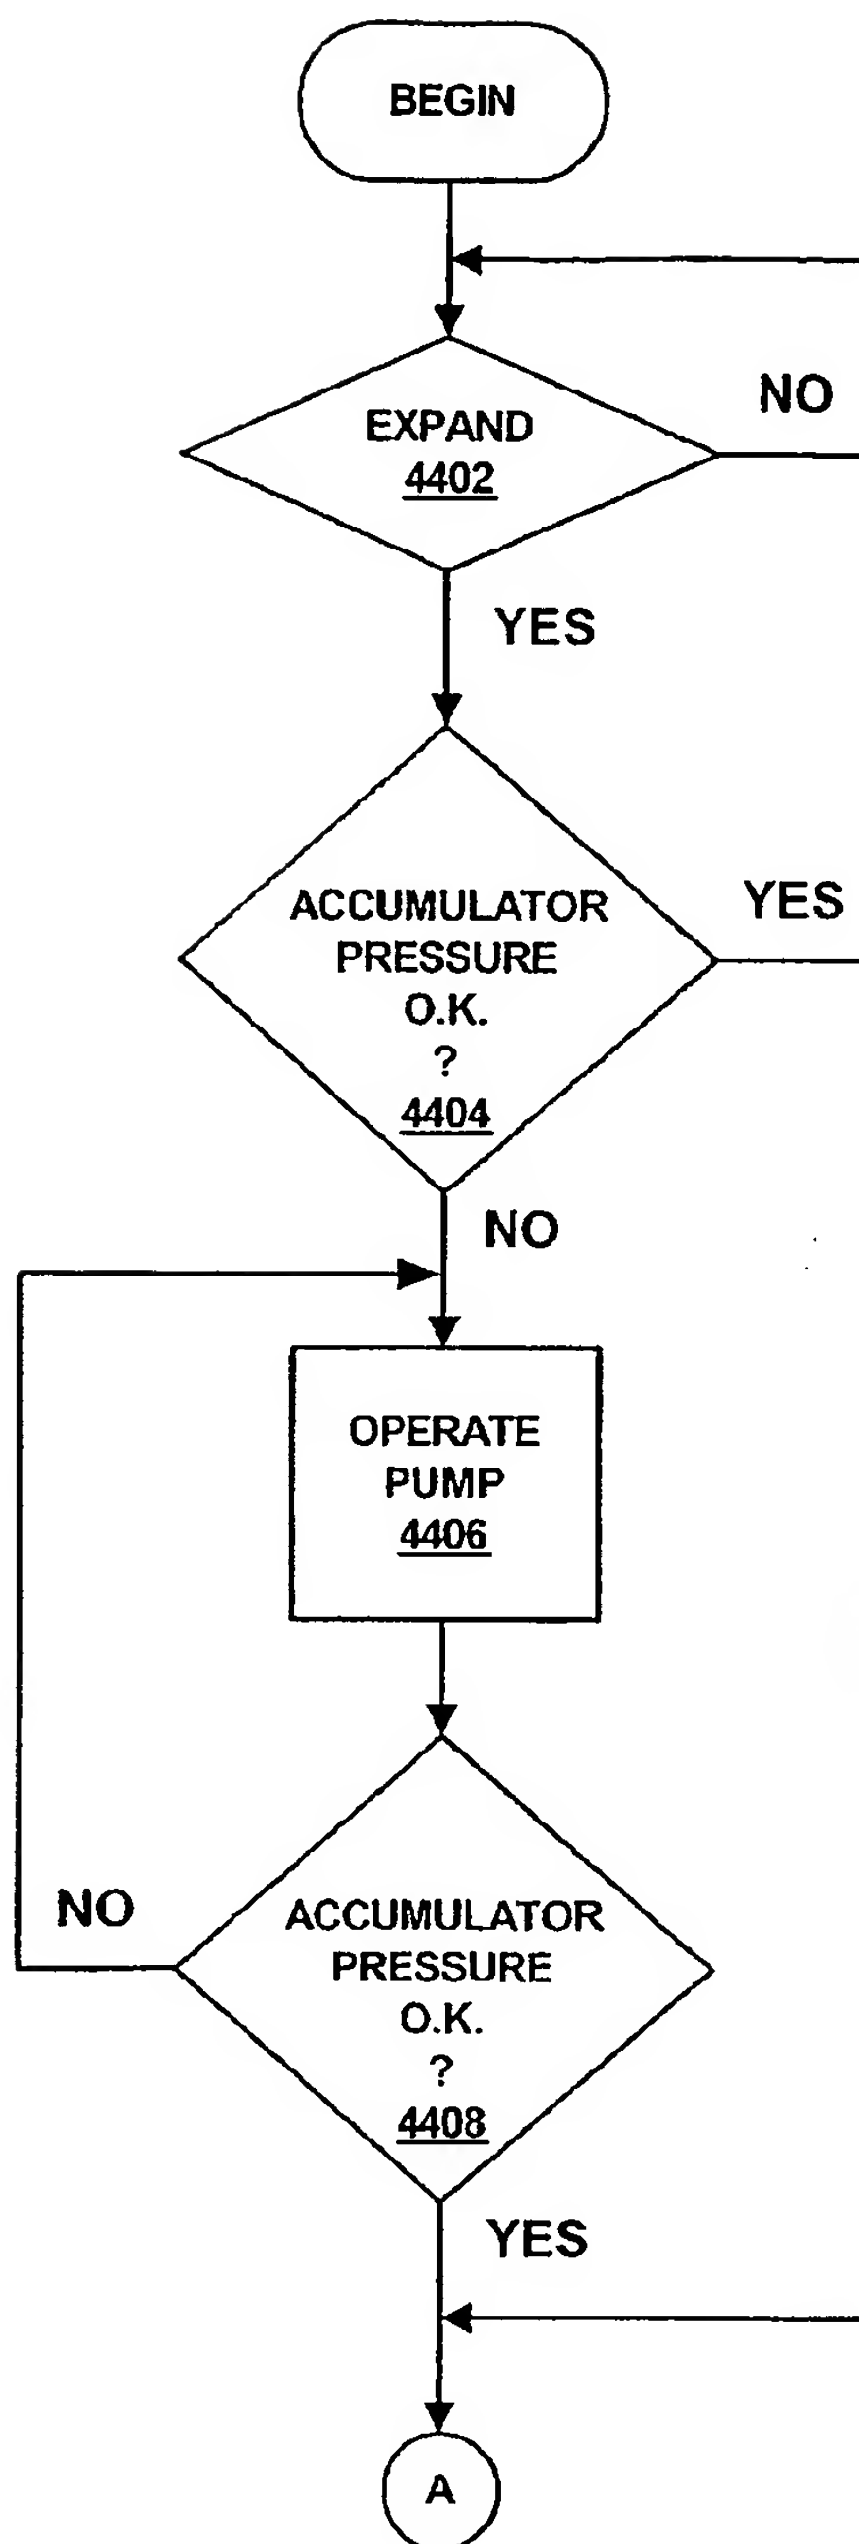 BEGIN
NO
EXPAND
4402
YES
YES
ACCUMULATOR
PRESSURE
O.K.
?
4404
NO
OPERATE
PUMP
4406
NO
ACCUMULATOR
PRESSURE
O.K.
?
4408
YES
A